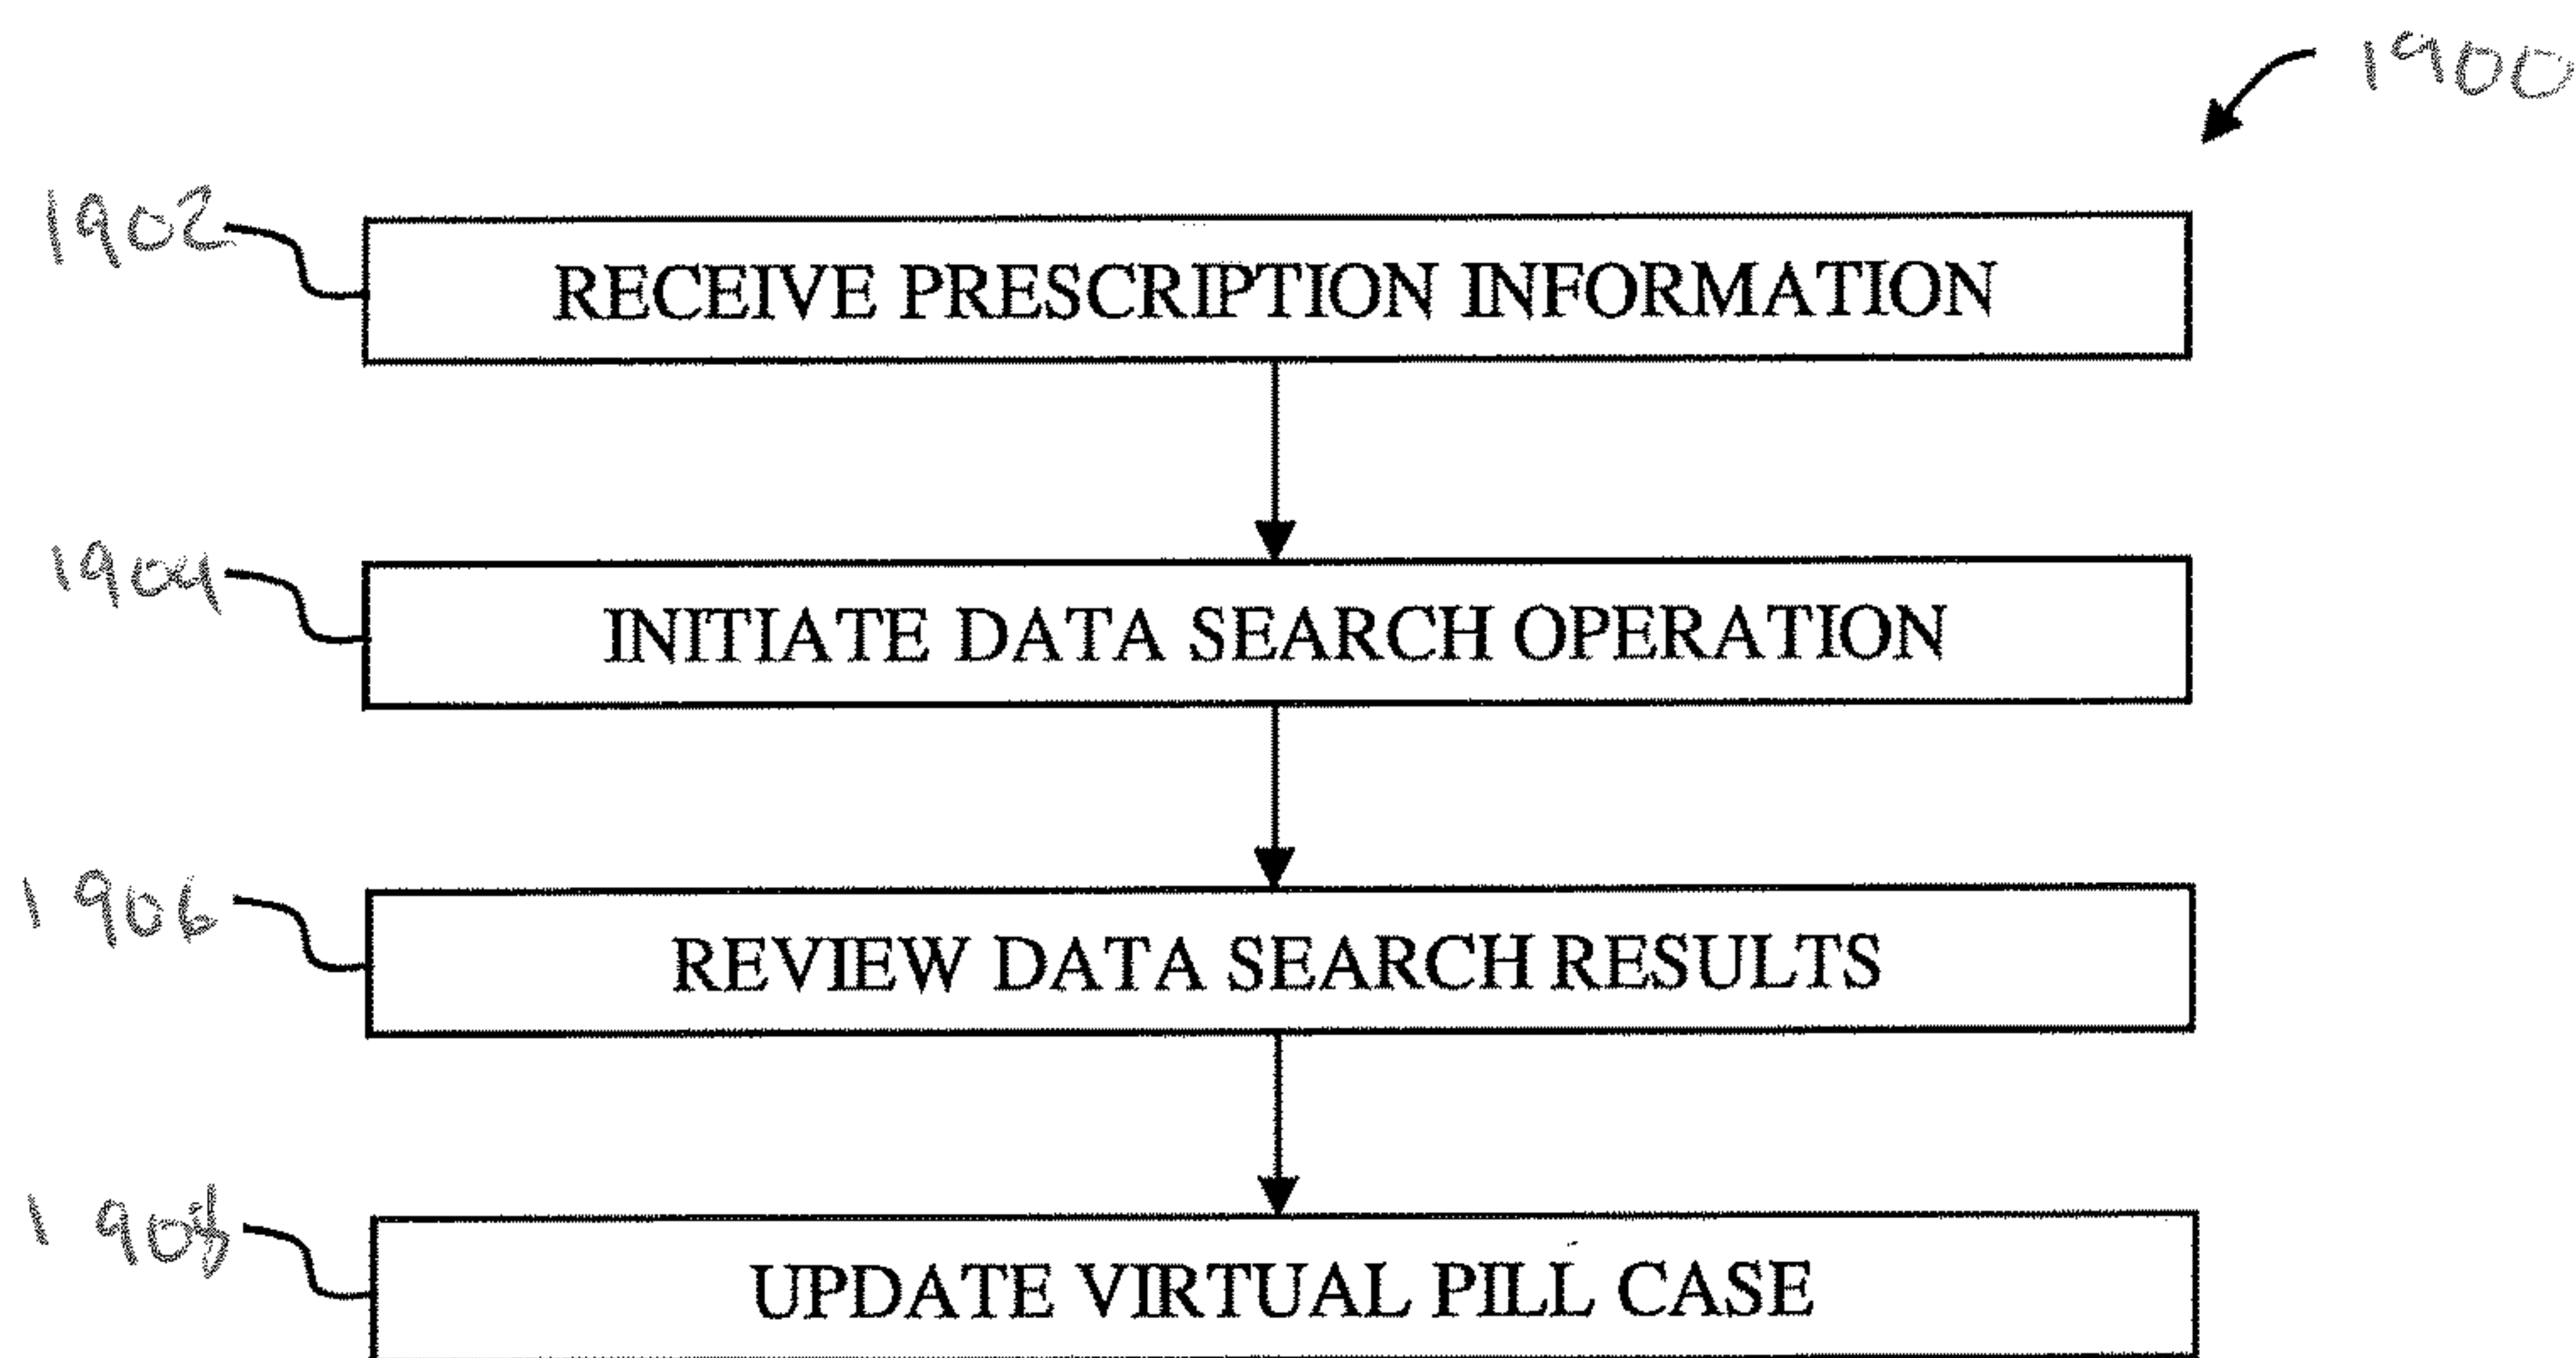 1900
1902
RECEIVE PRESCRIPTION INFORMATION
1904
INITIATE DATA SEARCH OPERATION
1906
REVIEW DATA SEARCH RESULTS
1908
UPDATE VIRTUAL PILL CASE